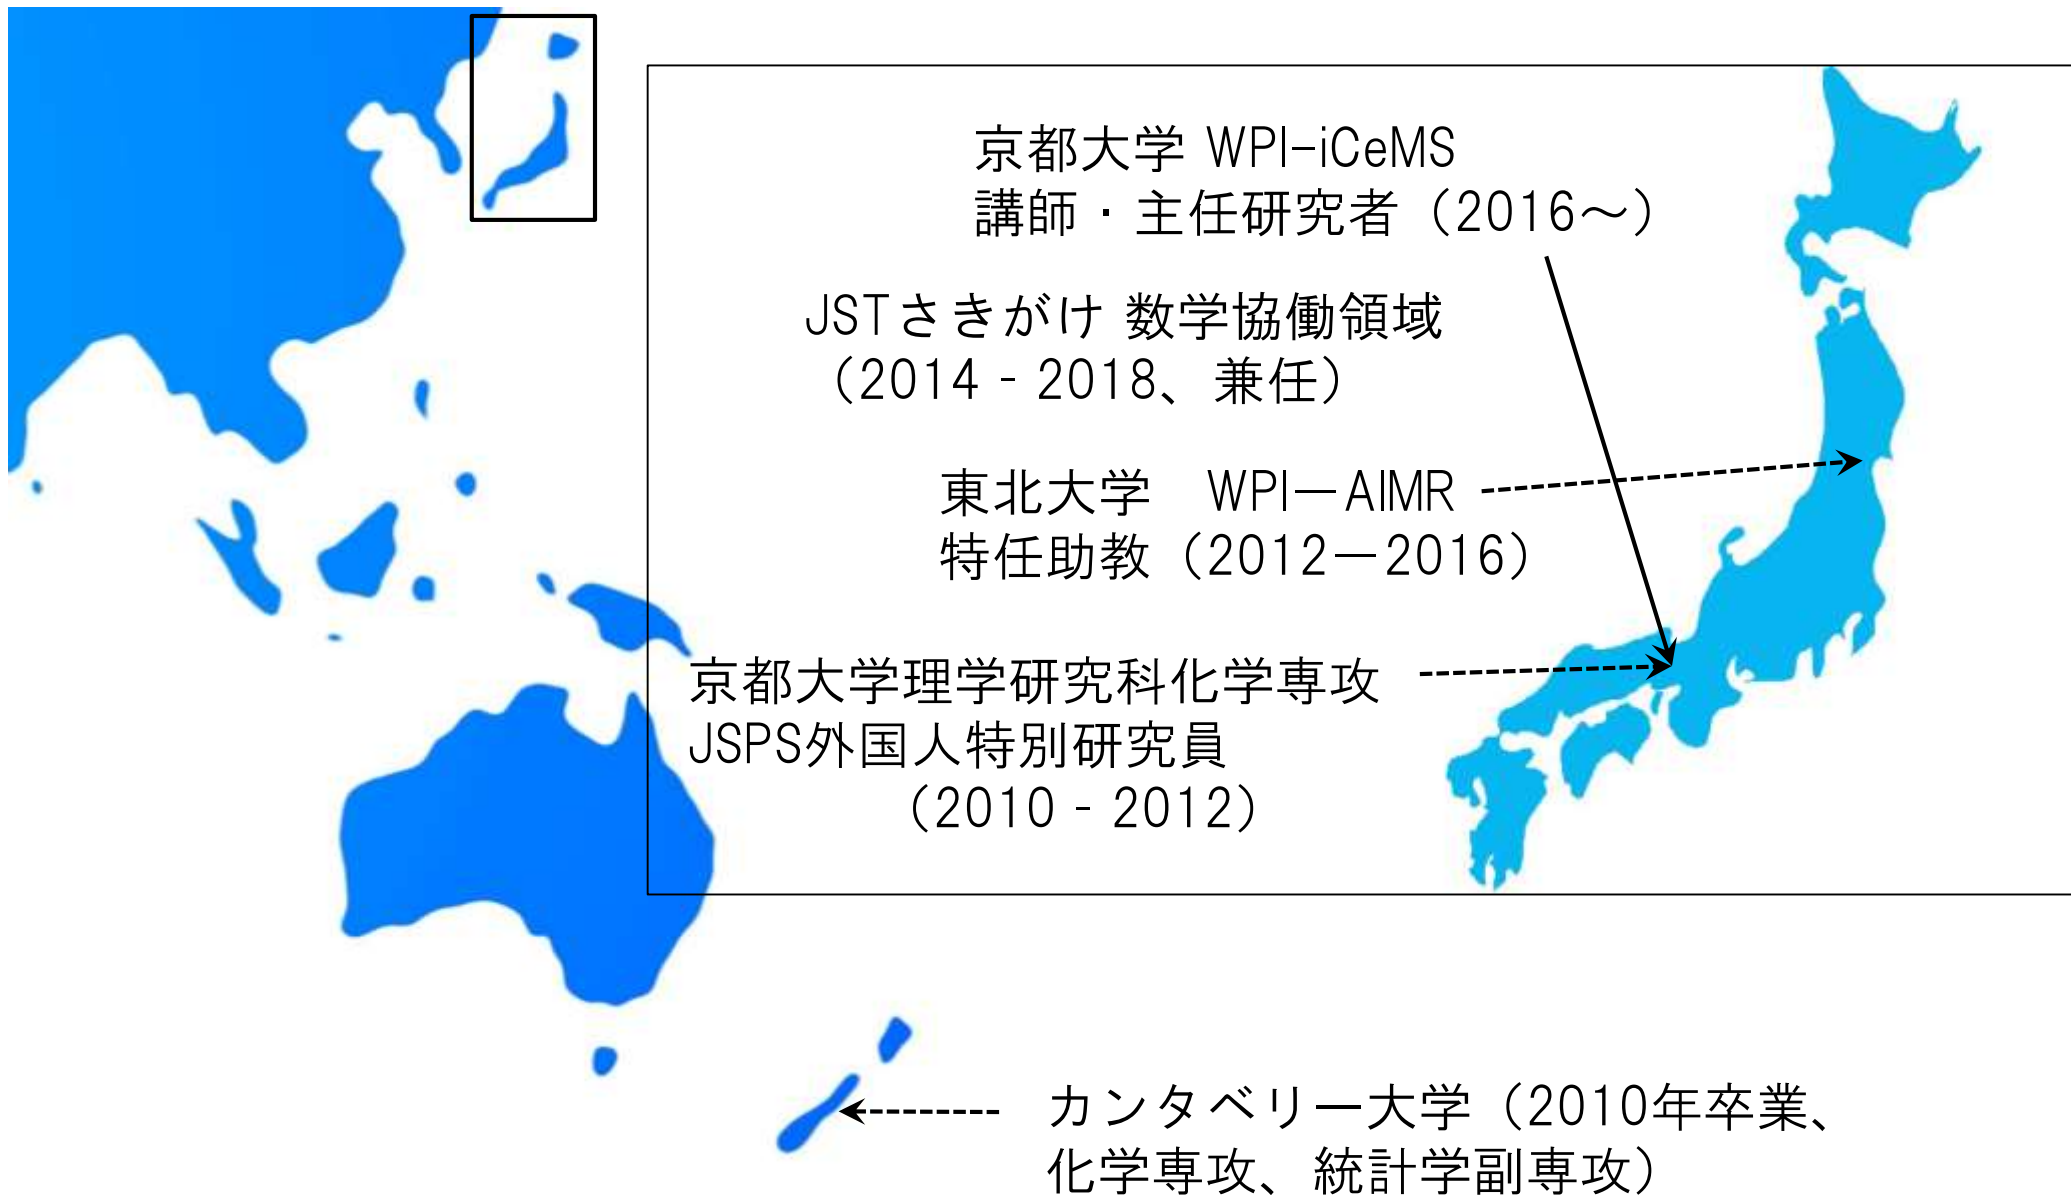 京都大学 WPI-iCeMS
講師・主任研究者（2016～）
JSTさきがけ 数学協働領域
（2014 - 2018、兼任）
東北大学　WPI－AIMR
特任助教（2012－2016）
京都大学理学研究科化学専攻
JSPS外国人特別研究員
（2010 - 2012）
カンタベリー大学（2010年卒業、
化学専攻、統計学副専攻）